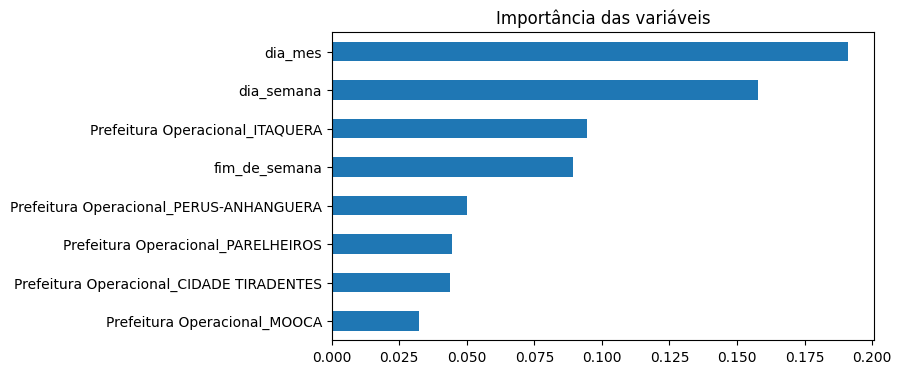 Importância das variáveis
dia_mes
dia_semana
Prefeitura Operacional_ITAQUERA
fim_de_semana
Prefeitura Operacional_PERUS-ANHANGUERA
Prefeitura Operacional_PARELHEIROS
Prefeitura Operacional_CIDADE TIRADENTES
Prefeitura Operacional_MOOCA
0.000 0.025 0.050 0.075 0.100 0.125 0.150 0.175 0.200